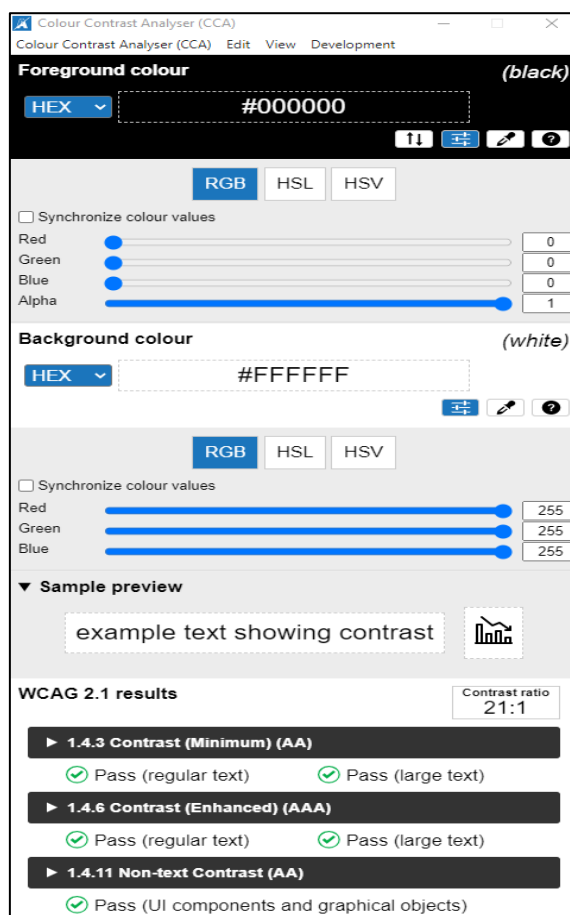 Colour Contrast Analyser (CCA)
Colour Contrast Analyser (CCA) Edit View Development
Foreground colour (black)
HEX #000000
RGB HSL HSV
Synchronize colour values
Red 0
Green 0
Blue 0
Alpha 1
Background colour (white)
HEX #FFFFFF
RGB HSL HSV
Synchronize colour values
Red 255
Green 255
Blue 255
▼ Sample preview
example text showing contrast
WCAG 2.1 results
Contrast ratio
21:1
► 1.4.3 Contrast (Minimum) (AA)
Pass (regular text) Pass (large text)
► 1.4.6 Contrast (Enhanced) (AAA)
Pass (regular text) Pass (large text)
► 1.4.11 Non-text Contrast (AA)
Pass (UI components and graphical objects)